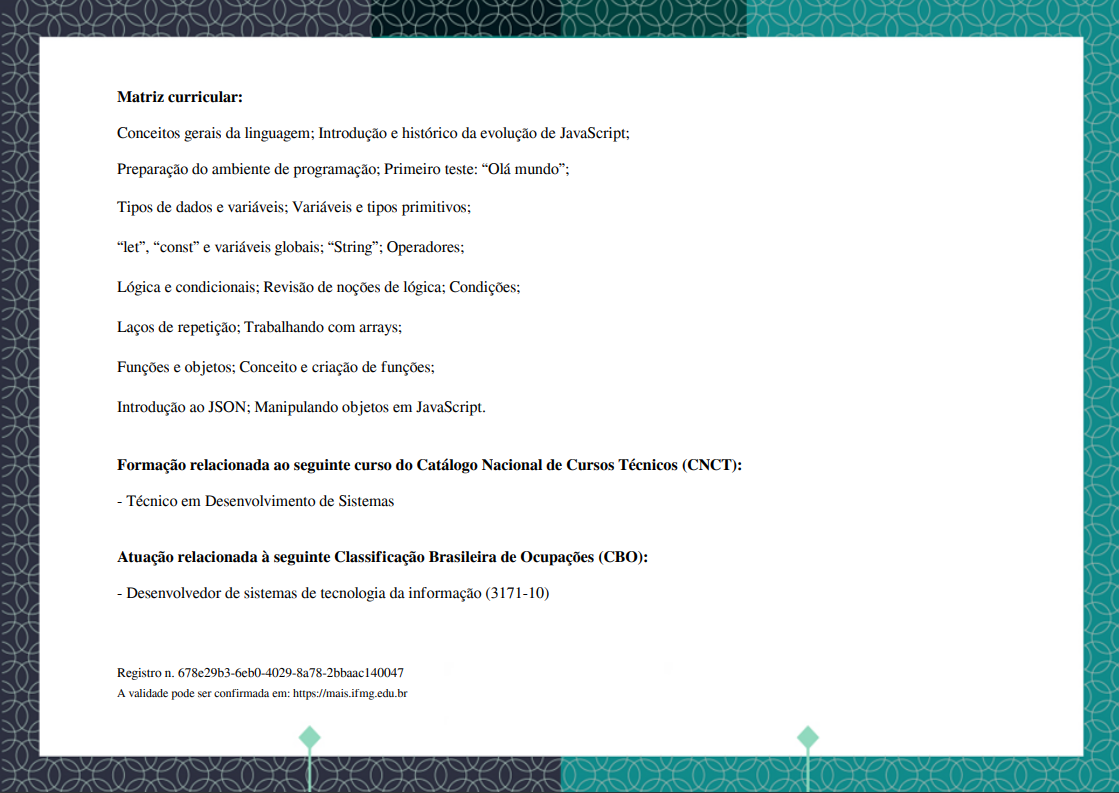 Matriz curricular:
Conceitos gerais da linguagem; Introdução e histórico da evolução de JavaScript;
Preparação do ambiente de programação; Primeiro teste: “Olá mundo”;
Tipos de dados e variáveis; Variáveis e tipos primitivos;
“let”, “const” e variáveis globais; “String”; Operadores;
Lógica e condicionais; Revisão de noções de lógica; Condições;
Laços de repetição; Trabalhando com arrays;
Funções e objetos; Conceito e criação de funções;
Introdução ao JSON; Manipulando objetos em JavaScript.
Formação relacionada ao seguinte curso do Catálogo Nacional de Cursos Técnicos (CNCT):
- Técnico em Desenvolvimento de Sistemas
Atuação relacionada à seguinte Classificação Brasileira de Ocupações (CBO):
- Desenvolvedor de sistemas de tecnologia da informação (3171-10)
Registro n. 678e29b3-6eb0-4029-8a78-2bbaac140047
A validade pode ser confirmada em: https://mais.ifmg.edu.br